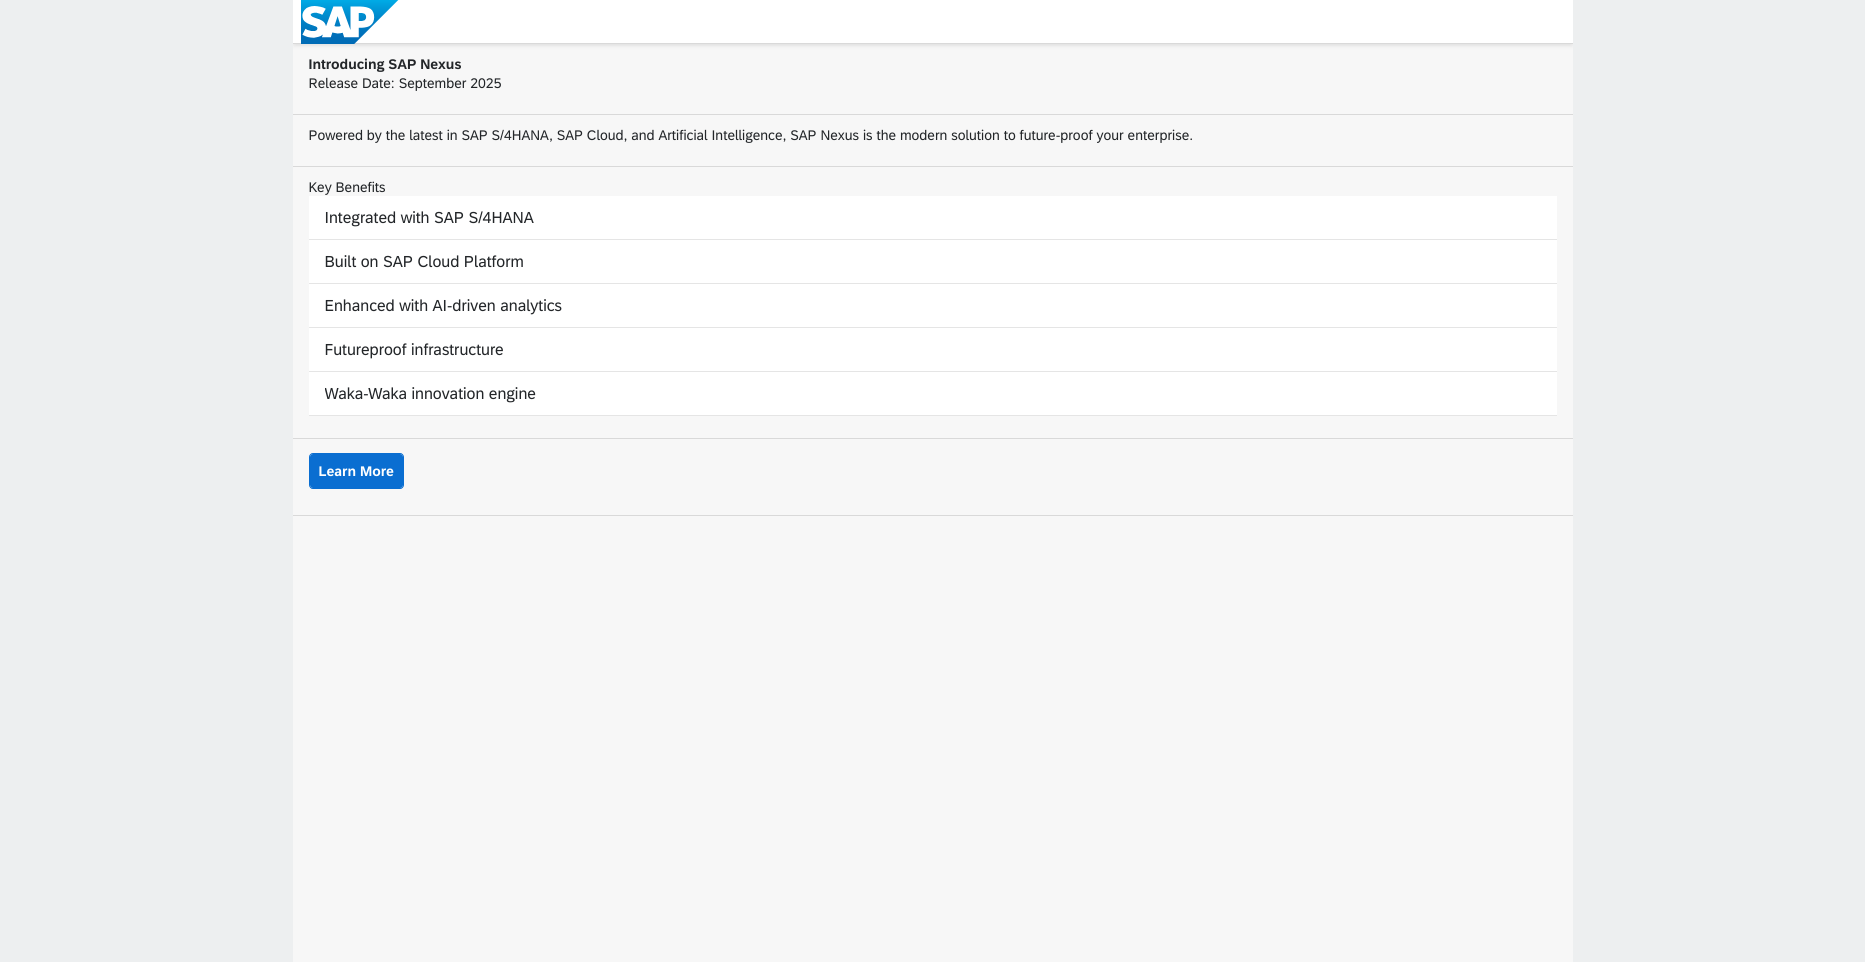 SAP
Introducing SAP Nexus
Release Date: September 2025
Powered by the latest in SAP S/4HANA, SAP Cloud, and Artificial Intelligence, SAP Nexus is the modern solution to future-proof your enterprise.
Key Benefits
Integrated with SAP S/4HANA
Built on SAP Cloud Platform
Enhanced with AI-driven analytics
Futureproof infrastructure
Waka-Waka innovation engine
Learn More